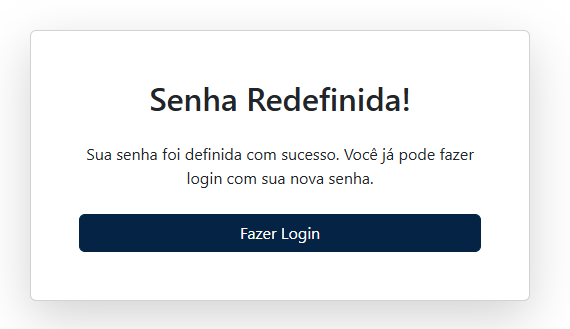 Senha Redefinida!
Sua senha foi definida com sucesso. Você já pode fazer
login com sua nova senha.
Fazer Login